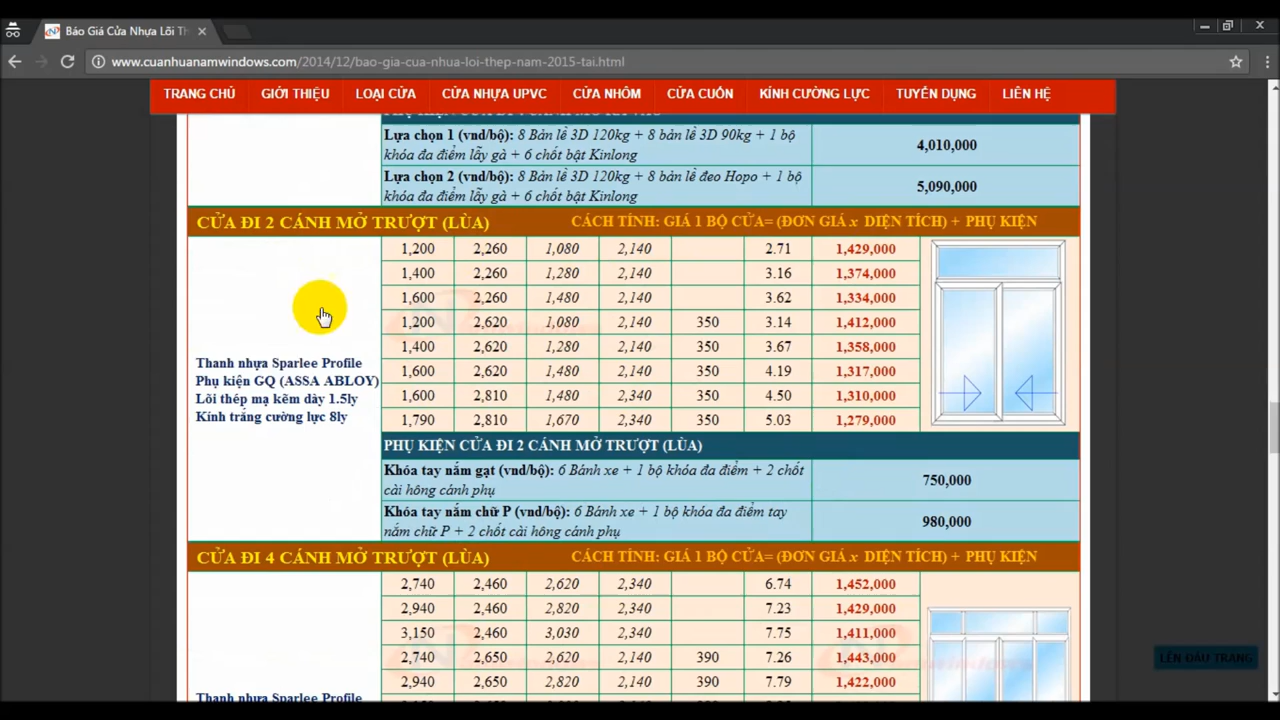 Báo Giá Cửa Nhựa Lõi Th
www.cuanhuanamwindows.com/2014/12/bao-gia-cua-nhua-loi-thep-nam-2015-tai.html
TRANG CHỦ GIỚI THIỆU LOẠI CỬA CỬA NHỰA UPVC CỬA NHÔM CỬA CUỐN KÍNH CƯỜNG LỰC TUYỂN DỤNG LIÊN HỆ
Lựa chọn 1 (vnd/bộ): 8 Bản lề 3D 120kg + 8 bản lề 3D 90kg + 1 bộ
khóa đa điểm lẫy gà + 6 chốt bật Kinlong
4,010,000
Lựa chọn 2 (vnd/bộ): 8 Bản lề 3D 120kg + 8 bản lề đeo Hopo + 1 bộ
khóa đa điểm lẫy gà + 6 chốt bật Kinlong
5,090,000
CỬA ĐI 2 CÁNH MỞ TRƯỢT (LÙA) CÁCH TÍNH: GIÁ 1 BỘ CỬA= (ĐƠN GIÁ x DIỆN TÍCH) + PHỤ KIỆN
1,200 2,260 1,080 2,140 2.71 1,429,000
1,400 2,260 1,280 2,140 3.16 1,374,000
1,600 2,260 1,480 2,140 3.62 1,334,000
1,200 2,620 1,080 2,140 350 3.14 1,412,000
1,400 2,620 1,280 2,140 350 3.67 1,358,000
1,600 2,620 1,480 2,140 350 4.19 1,317,000
1,600 2,810 1,480 2,340 350 4.50 1,310,000
1,790 2,810 1,670 2,340 350 5.03 1,279,000
Thanh nhựa Sparlee Profile
Phụ kiện GQ (ASSA ABLOY)
Lõi thép mạ kẽm dày 1.5ly
Kính trắng cường lực 8ly
PHỤ KIỆN CỬA ĐI 2 CÁNH MỞ TRƯỢT (LÙA)
Khóa tay nắm gạt (vnd/bộ): 6 Bánh xe + 1 bộ khóa đa điểm + 2 chốt
cài hông cánh phụ
750,000
Khóa tay nắm chữ P (vnd/bộ): 6 Bánh xe + 1 bộ khóa đa điểm tay
nắm chữ P + 2 chốt cài hông cánh phụ
980,000
CỬA ĐI 4 CÁNH MỞ TRƯỢT (LÙA) CÁCH TÍNH: GIÁ 1 BỘ CỬA= (ĐƠN GIÁ x DIỆN TÍCH) + PHỤ KIỆN
2,740 2,460 2,620 2,340 6.74 1,452,000
2,940 2,460 2,820 2,340 7.23 1,429,000
3,150 2,460 3,030 2,340 7.75 1,411,000
2,740 2,650 2,620 2,140 390 7.26 1,443,000
2,940 2,650 2,820 2,140 390 7.79 1,422,000
Thanh nhựa Sparlee Profile
LÊN ĐẦU TRANG